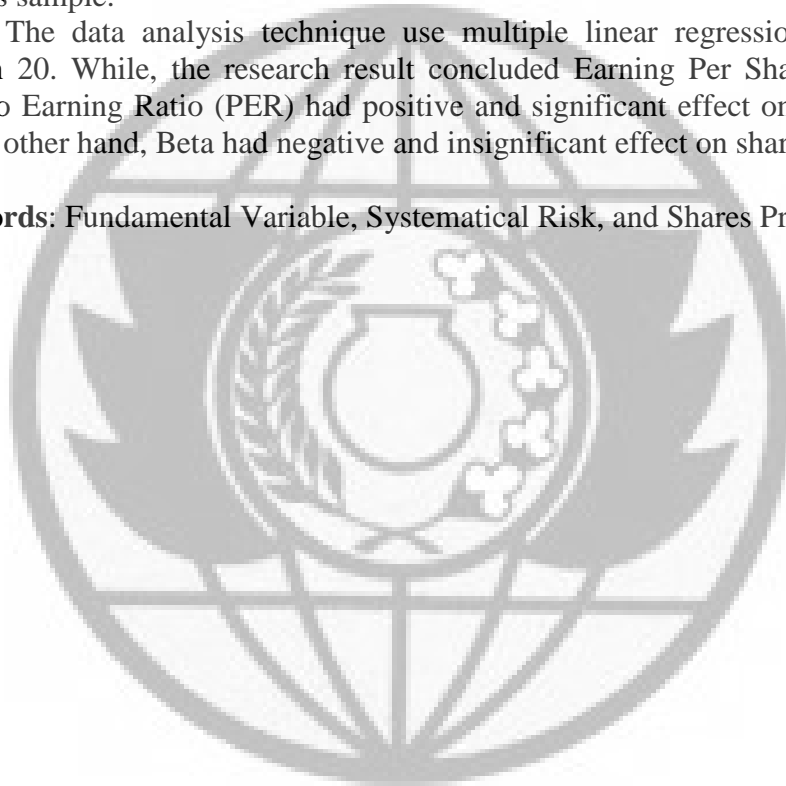 s sample.
The data analysis technique use multiple linear regressio
20. While, the research result concluded Earning Per Sha
Earning Ratio (PER) had positive and significant effect on
other hand, Beta had negative and insignificant effect on shar
ords: Fundamental Variable, Systematical Risk, and Shares Pr